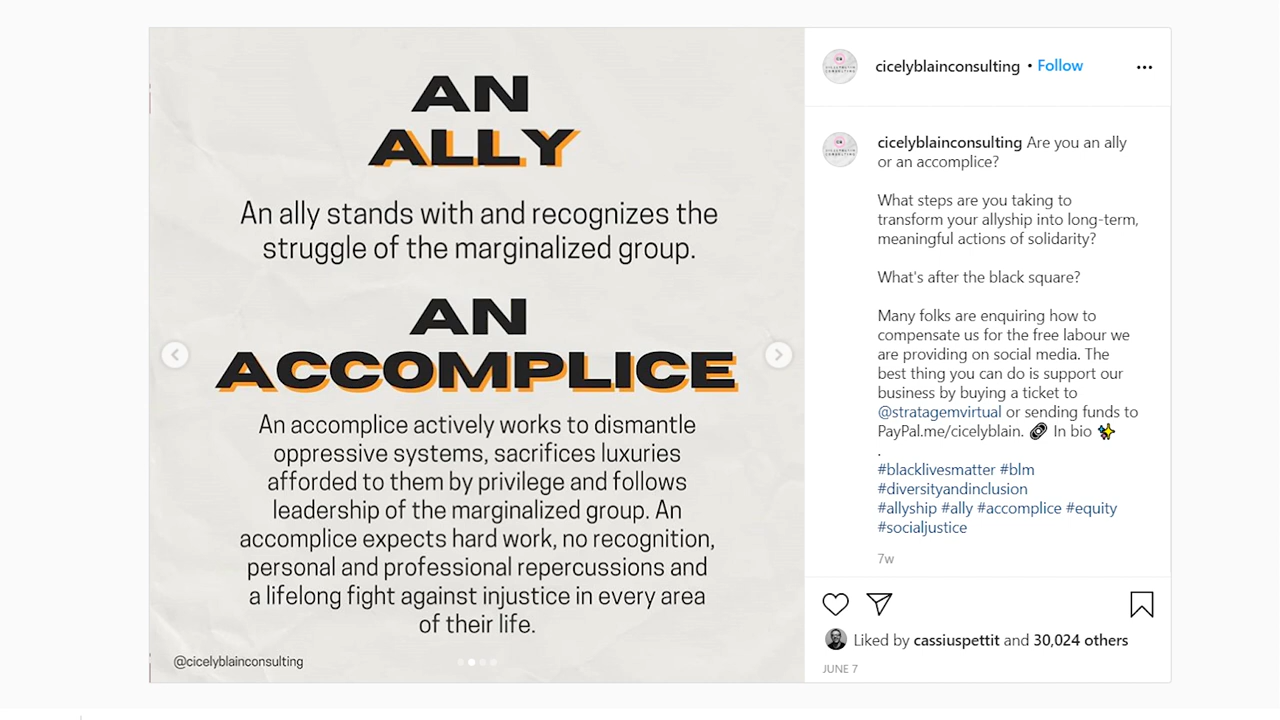 AN
ALLY
An ally stands with and recognizes the
struggle of the marginalized group.
AN
ACCOMPLICE
An accomplice actively works to dismantle
oppressive systems, sacrifices luxuries
afforded to them by privilege and follows
leadership of the marginalized group. An
accomplice expects hard work, no recognition,
personal and professional repercussions and
a lifelong fight against injustice in every area
of their life.
@cicelyblainconsulting
cicelyblainconsulting • Follow
cicelyblainconsulting Are you an ally
or an accomplice?
What steps are you taking to
transform your allyship into long-term,
meaningful actions of solidarity?
What's after the black square?
Many folks are enquiring how to
compensate us for the free labour we
are providing on social media. The
best thing you can do is support our
business by buying a ticket to
@stratagemvirtual or sending funds to
PayPal.me/cicelyblain. 🔗 In bio ✨
.
#blacklivesmatter #blm
#diversityandinclusion
#allyship #ally #accomplice #equity
#socialjustice
7w
Liked by cassiuspettit and 30,024 others
JUNE 7